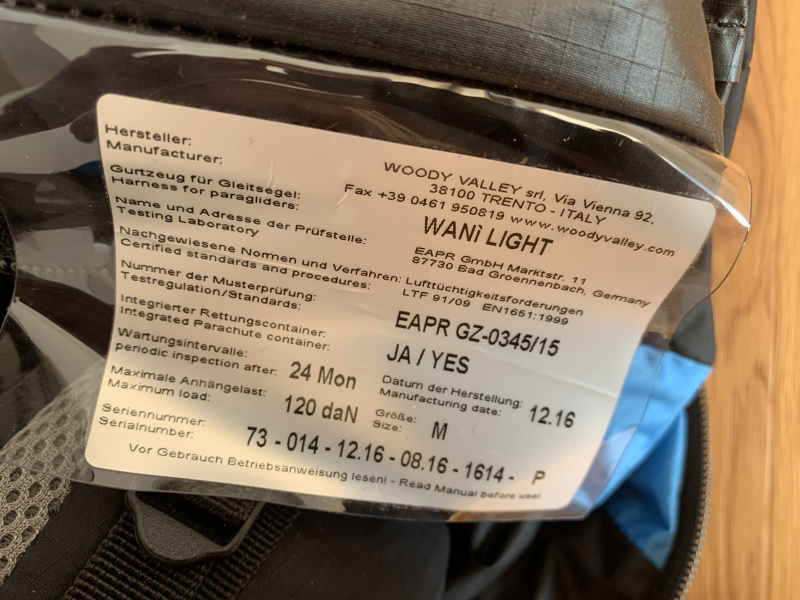 Hersteller:
Manufacturer:
WOODY VALLEY srl, Via Vienna 92,
38100 TRENTO - ITALY
Fax +39 0461 950819 www.woodyvalley.com
Gurtzeug für Gleitsegel:
Harness for paragliders:
WANi LIGHT
Name und Adresse der Prüfstelle:
Testing Laboratory
EAPR GmbH Marktstr. 11
87730 Bad Groennenbach, Germany
Nachgewiesene Normen und Verfahren: Lufttüchtigkeitsforderungen
Certified standards and procedures: LTF 91/09 EN1651:1999
Nummer der Musterprüfung:
Testregulation/Standards:
EAPR GZ-0345/15
Integrierter Rettungscontainer:
Integrated Parachute container:
JA / YES
Wartungsintervalle:
periodic inspection after:
24 Mon
Datum der Herstellung:
Manufacturing date:
12.16
Maximale Anhängelast:
Maximum load:
120 daN
Größe:
Size:
M
Seriennummer:
Serialnumber:
73 - 014 - 12.16 - 08.16 - 1614 - P
Vor Gebrauch Betriebsanweisung lesen! - Read Manual before use!